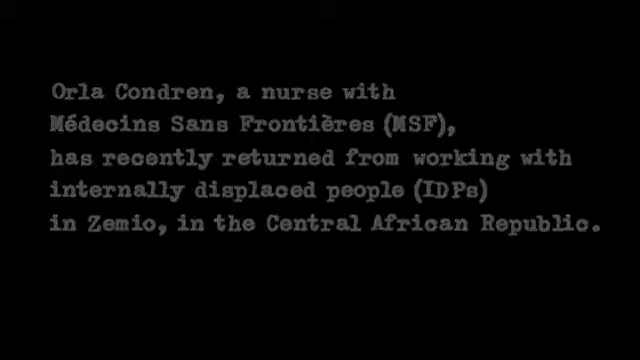 Orla Condren, a nurse with
Médecins Sans Frontières (MSF),
has recently returned from working with
internally displaced people (IDPs)
in Zemio, in the Central African Republic.